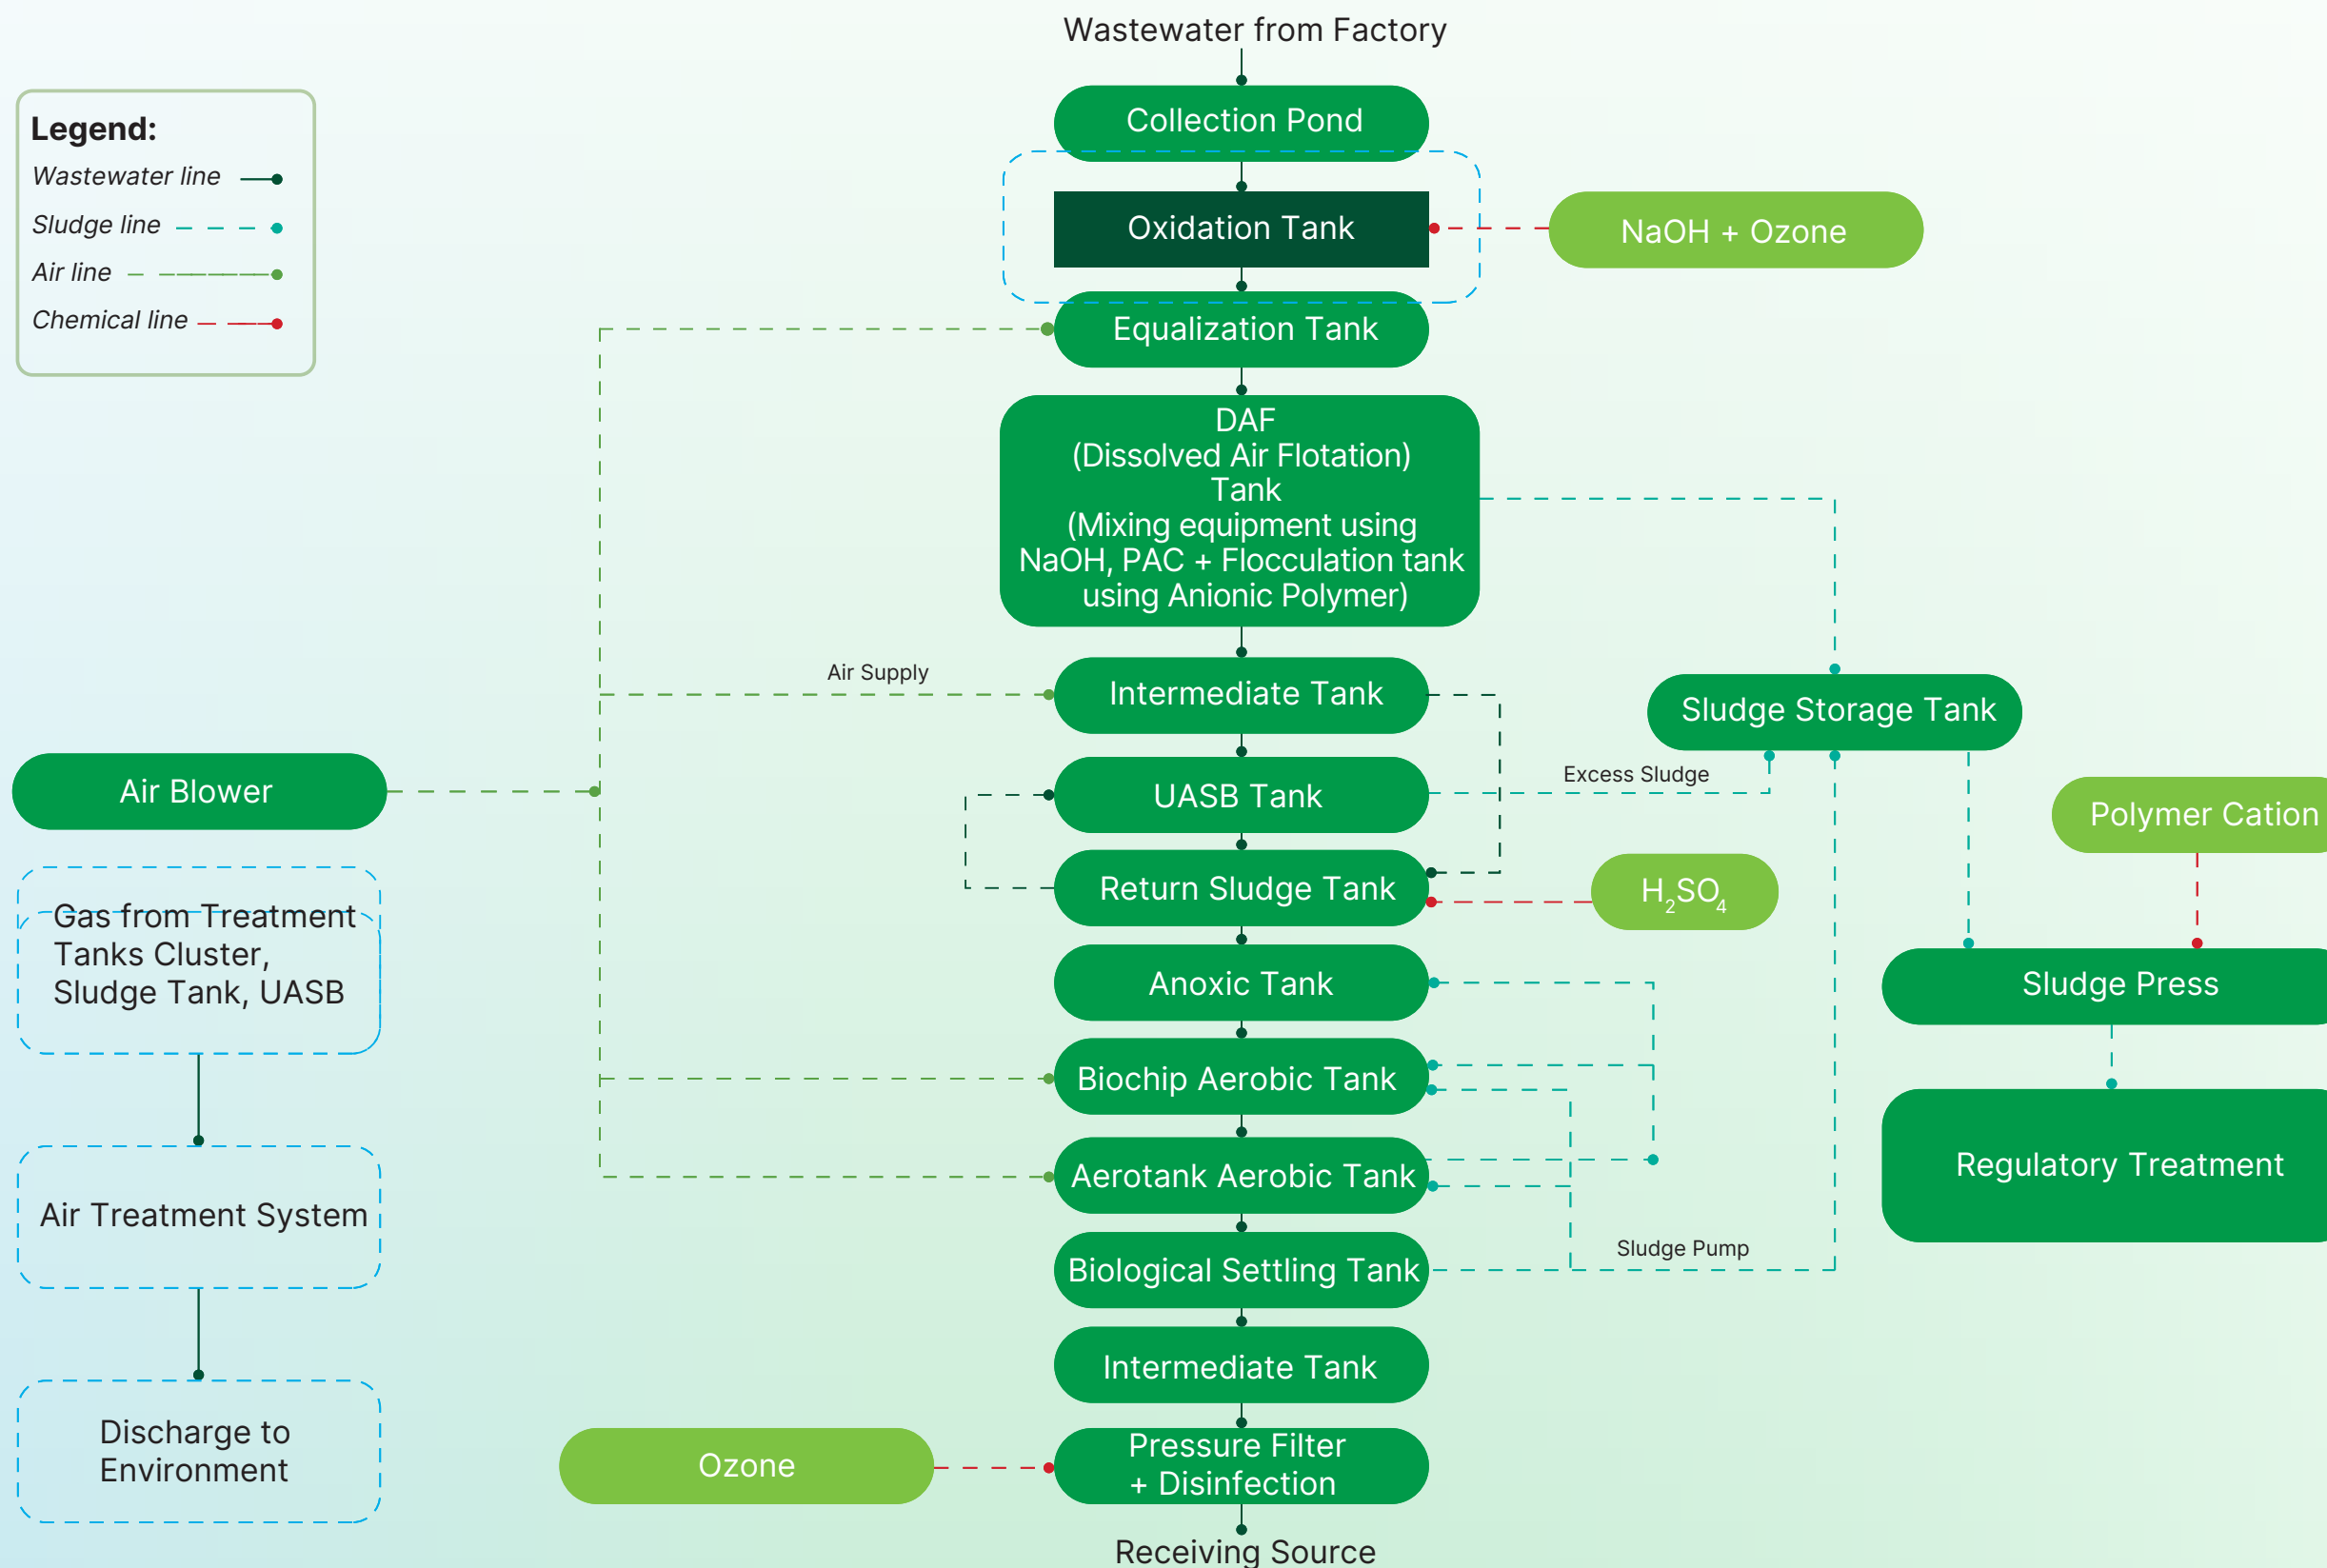 Wastewater from Factory
Legend:
Wastewater line
Sludge line
Air line
Chemical line
Collection Pond
Oxidation Tank
NaOH + Ozone
Equalization Tank
DAF
(Dissolved Air Flotation)
Tank
(Mixing equipment using
NaOH, PAC + Flocculation tank
using Anionic Polymer)
Air Supply
Intermediate Tank
Sludge Storage Tank
Air Blower
UASB Tank
Excess Sludge
Polymer Cation
Return Sludge Tank
H₂SO₄
Gas from Treatment
Tanks Cluster,
Sludge Tank, UASB
Anoxic Tank
Sludge Press
Biochip Aerobic Tank
Aerotank Aerobic Tank
Regulatory Treatment
Air Treatment System
Sludge Pump
Biological Settling Tank
Intermediate Tank
Discharge to
Environment
Ozone
Pressure Filter
+ Disinfection
Receiving Source